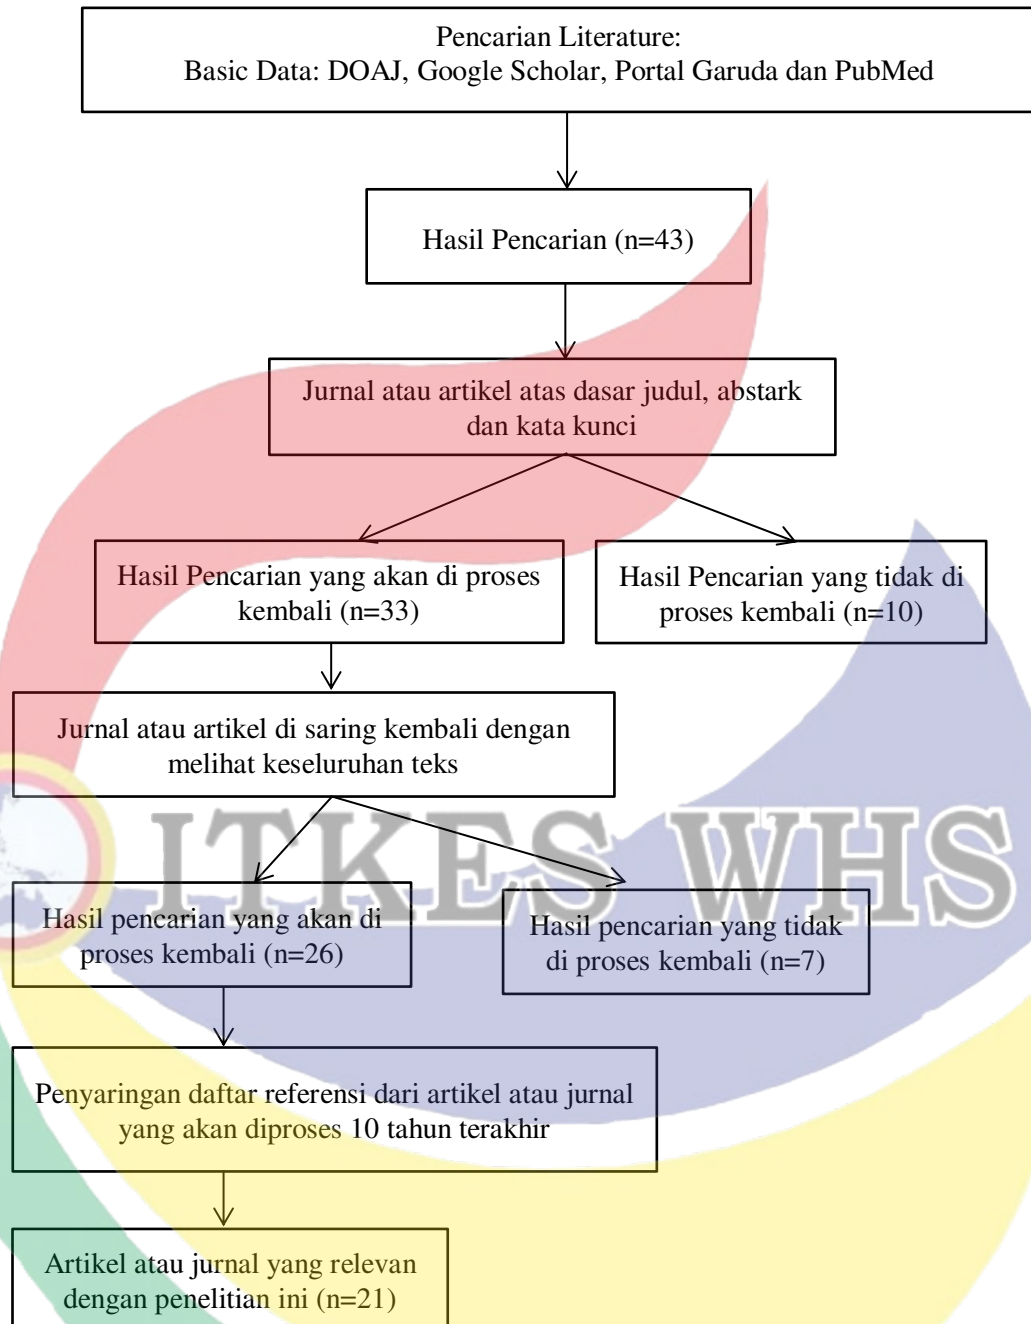 Pencarian Literature:
Basic Data: DOAJ, Google Scholar, Portal Garuda dan PubMed
Hasil Pencarian (n=43)
Jurnal atau artikel atas dasar judul, abstark
dan kata kunci
Hasil Pencarian yang akan di proses
kembali (n=33)
Hasil Pencarian yang tidak di
proses kembali (n=10)
Jurnal atau artikel di saring kembali dengan
melihat keseluruhan teks
ITKES WHS
Hasil pencarian yang akan di
proses kembali (n=26)
Hasil pencarian yang tidak
di proses kembali (n=7)
Penyaringan daftar referensi dari artikel atau jurnal
yang akan diproses 10 tahun terakhir
Artikel atau jurnal yang relevan
dengan penelitian ini (n=21)